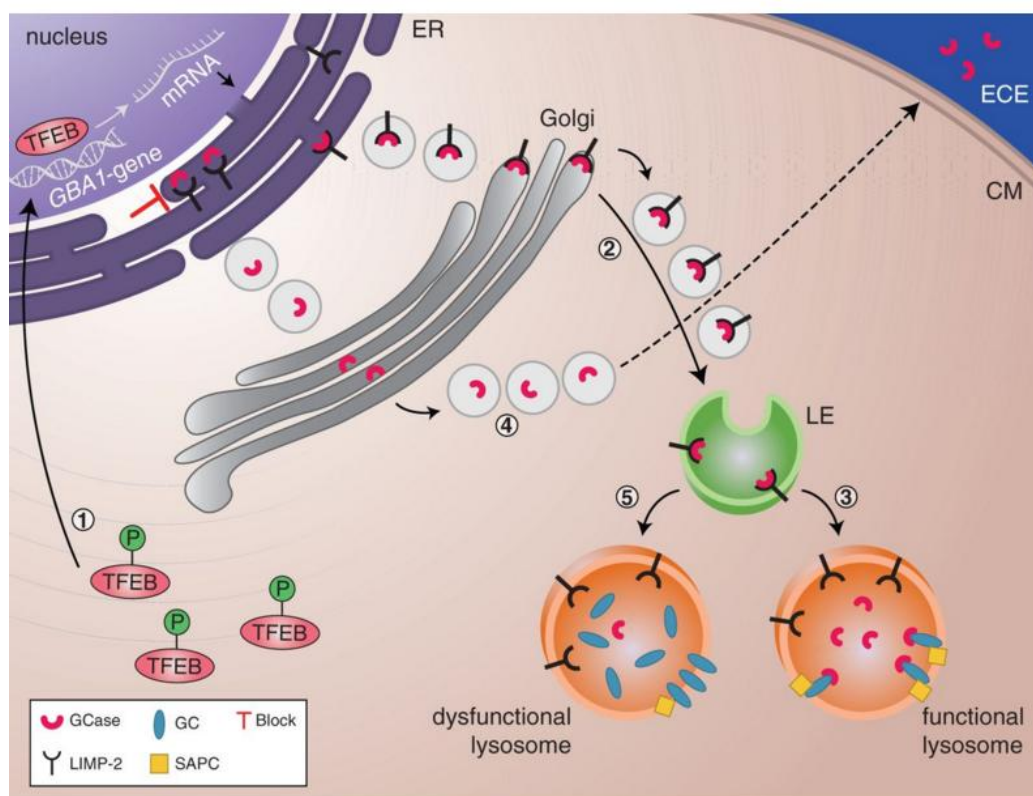 nucleus
ER
ECE
mRNA
TFEB
GBA1-gene
Golgi
CM
②
④
LE
⑤
③
①
P
TFEB
P
TFEB
P
TFEB
dysfunctional
lysosome
functional
lysosome
GCase
GC
Block
LIMP-2
SAPC